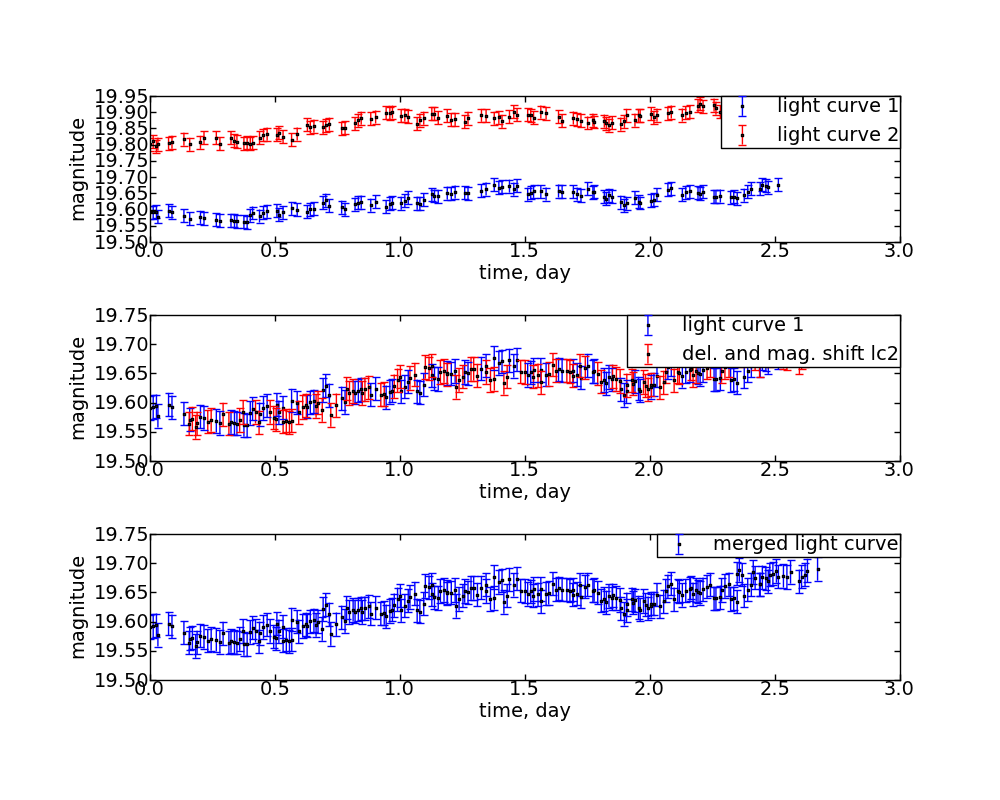 19.95
19.90
19.85
19.80
19.75
19.70
19.65
19.60
19.55
19.50
magnitude
light curve 1
light curve 2
0.0 0.5 1.0 1.5 2.0 2.5 3.0
time, day
19.75
19.70
19.65
19.60
19.55
19.50
magnitude
light curve 1
del. and mag. shift lc2
0.0 0.5 1.0 1.5 2.0 2.5 3.0
time, day
19.75
19.70
19.65
19.60
19.55
19.50
magnitude
merged light curve
0.0 0.5 1.0 1.5 2.0 2.5 3.0
time, day